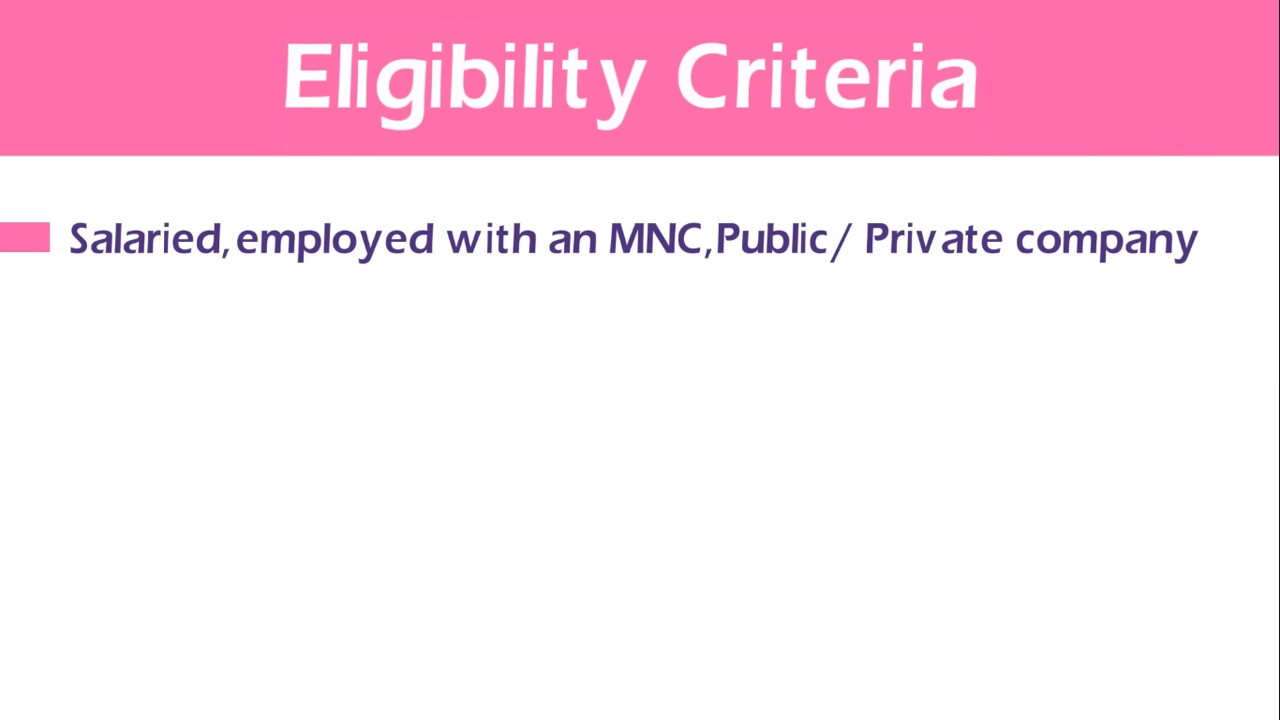 Eligibility Criteria
Salaried,employed with an MNC,Public/ Private company